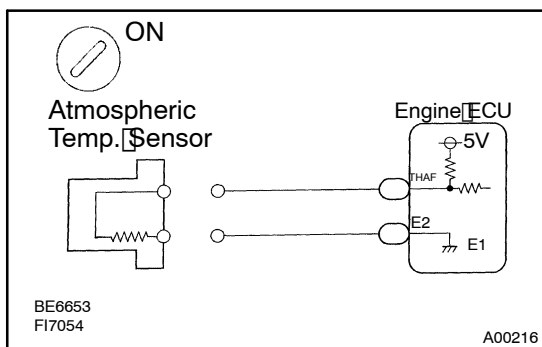 ON
Atmospheric
Temp. Sensor
Engine ECU
5V
THAF
E2
E1
BE6653
FI7054
A00216